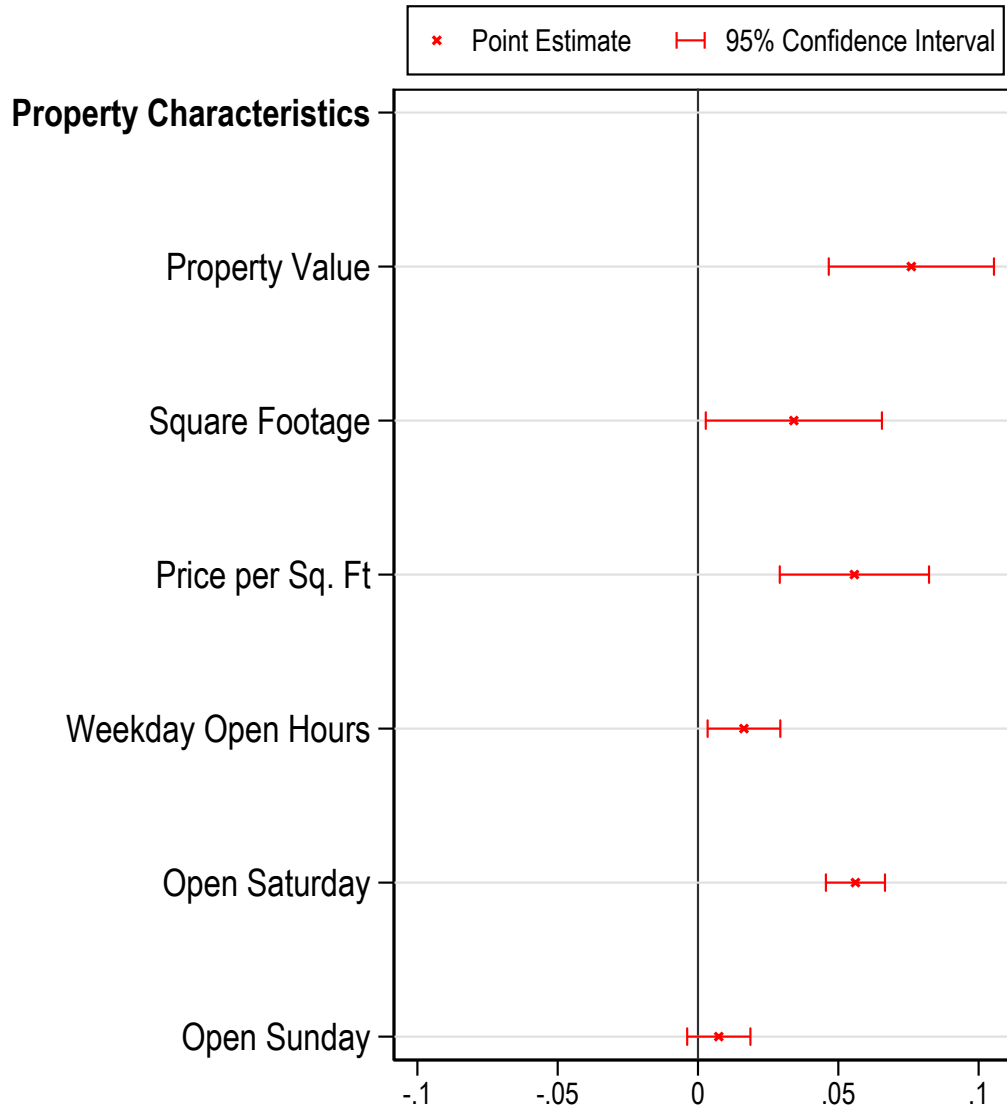 Point Estimate 95% Confidence Interval
Property Characteristics
Property Value
Square Footage
Price per Sq. Ft
Weekday Open Hours
Open Saturday
Open Sunday
-.1 -.05 0 .05 .1